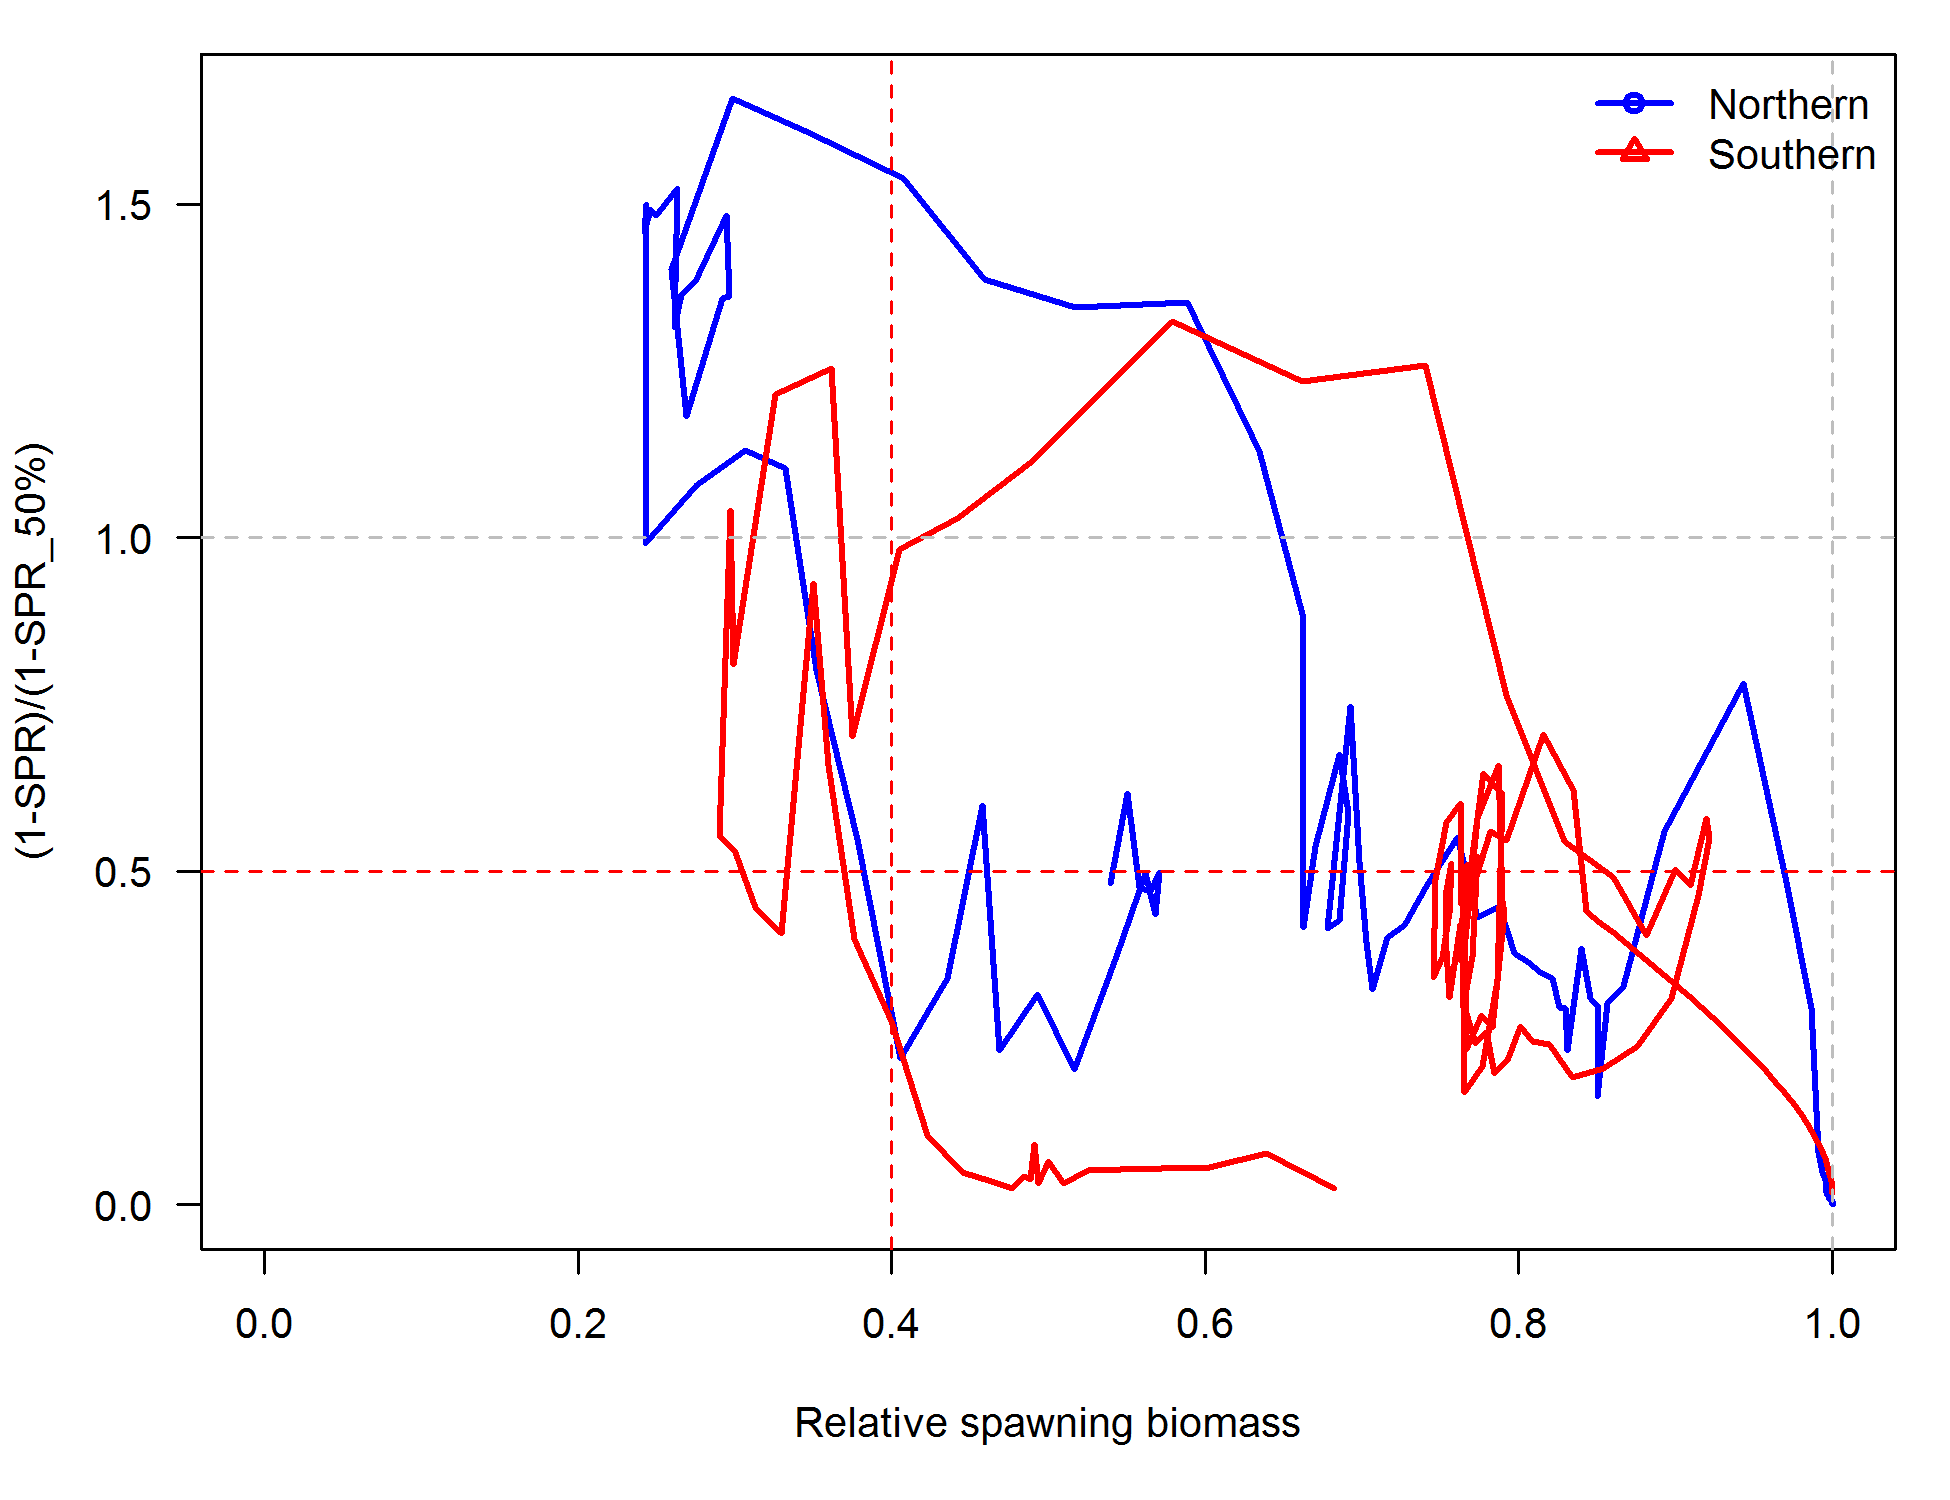 Northern
Southern
(1-SPR)/(1-SPR_50%)
1.5
1.0
0.5
0.0
0.0 0.2 0.4 0.6 0.8 1.0
Relative spawning biomass